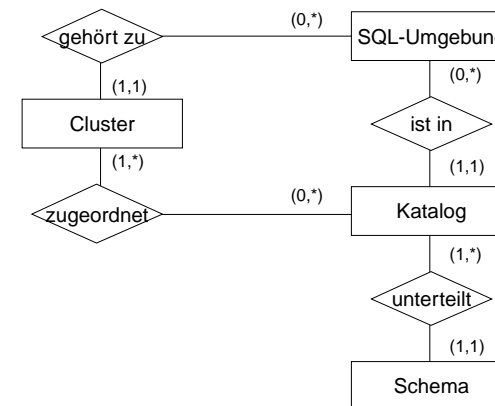 gehört zu
(0,*)
SQL-Umgebung
(1,1)
(0,*)
Cluster
ist in
(1,*)
(1,1)
zugeordnet
(0,*)
Katalog
(1,*)
unterteilt
(1,1)
Schema